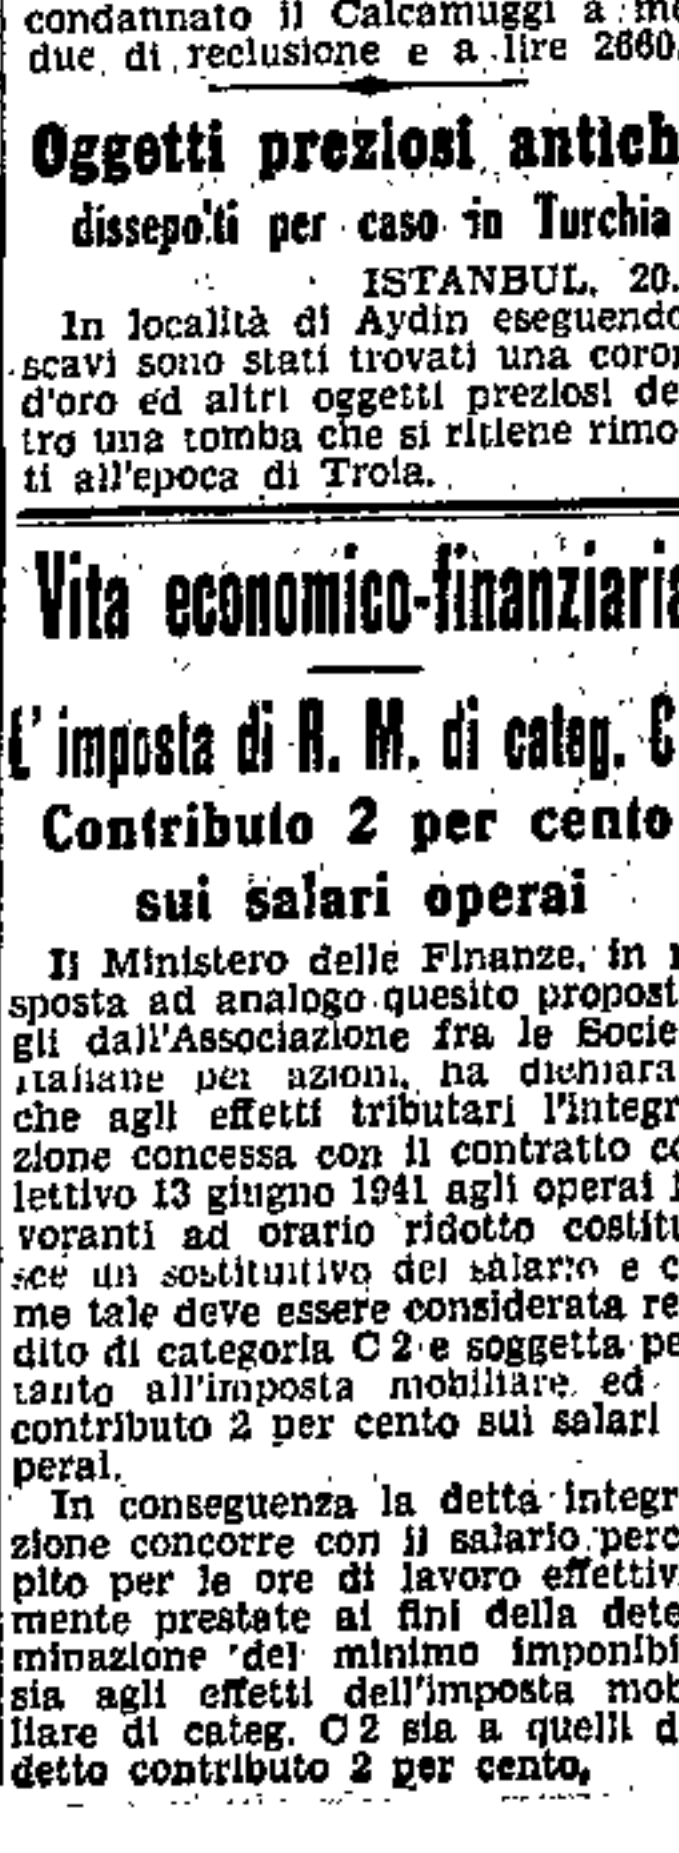 condannato il Calcamuggi a me
due di reclusione e a lire 2660.
Oggetti preziosi antich
dissepolti per caso in Turchia
ISTANBUL, 20.
In località di Aydin eseguendo
scavi sono stati trovati una coron
d'oro ed altri oggetti preziosi de
tro una tomba che si ritiene rimo
ti all'epoca di Troia.
Vita economico-finanziaria
L'imposta di R. M. di categ. C
Contributo 2 per cento
sui salari operai
Il Ministero delle Finanze, in r
sposta ad analogo quesito propost
gli dall'Associazione fra le Socie
italiane per azioni, ha dichiara
che agli effetti tributari l'integr
zione concessa con il contratto co
lettivo 13 giugno 1941 agli operai l
voranti ad orario ridotto costitu
sce un sostituitivo del salario e c
me tale deve essere considerata re
dito di categoria C 2 e soggetta pe
tanto all'imposta mobiliare ed
contributo 2 per cento sui salari
perai.
In conseguenza la detta integr
zione concorre con il salario perc
pito per le ore di lavoro effettiv
mente prestate ai fini della dete
minazione del minimo imponibi
sia agli effetti dell'imposta mob
liare di categ. C 2 sia a quelli d
detto contributo 2 per cento.